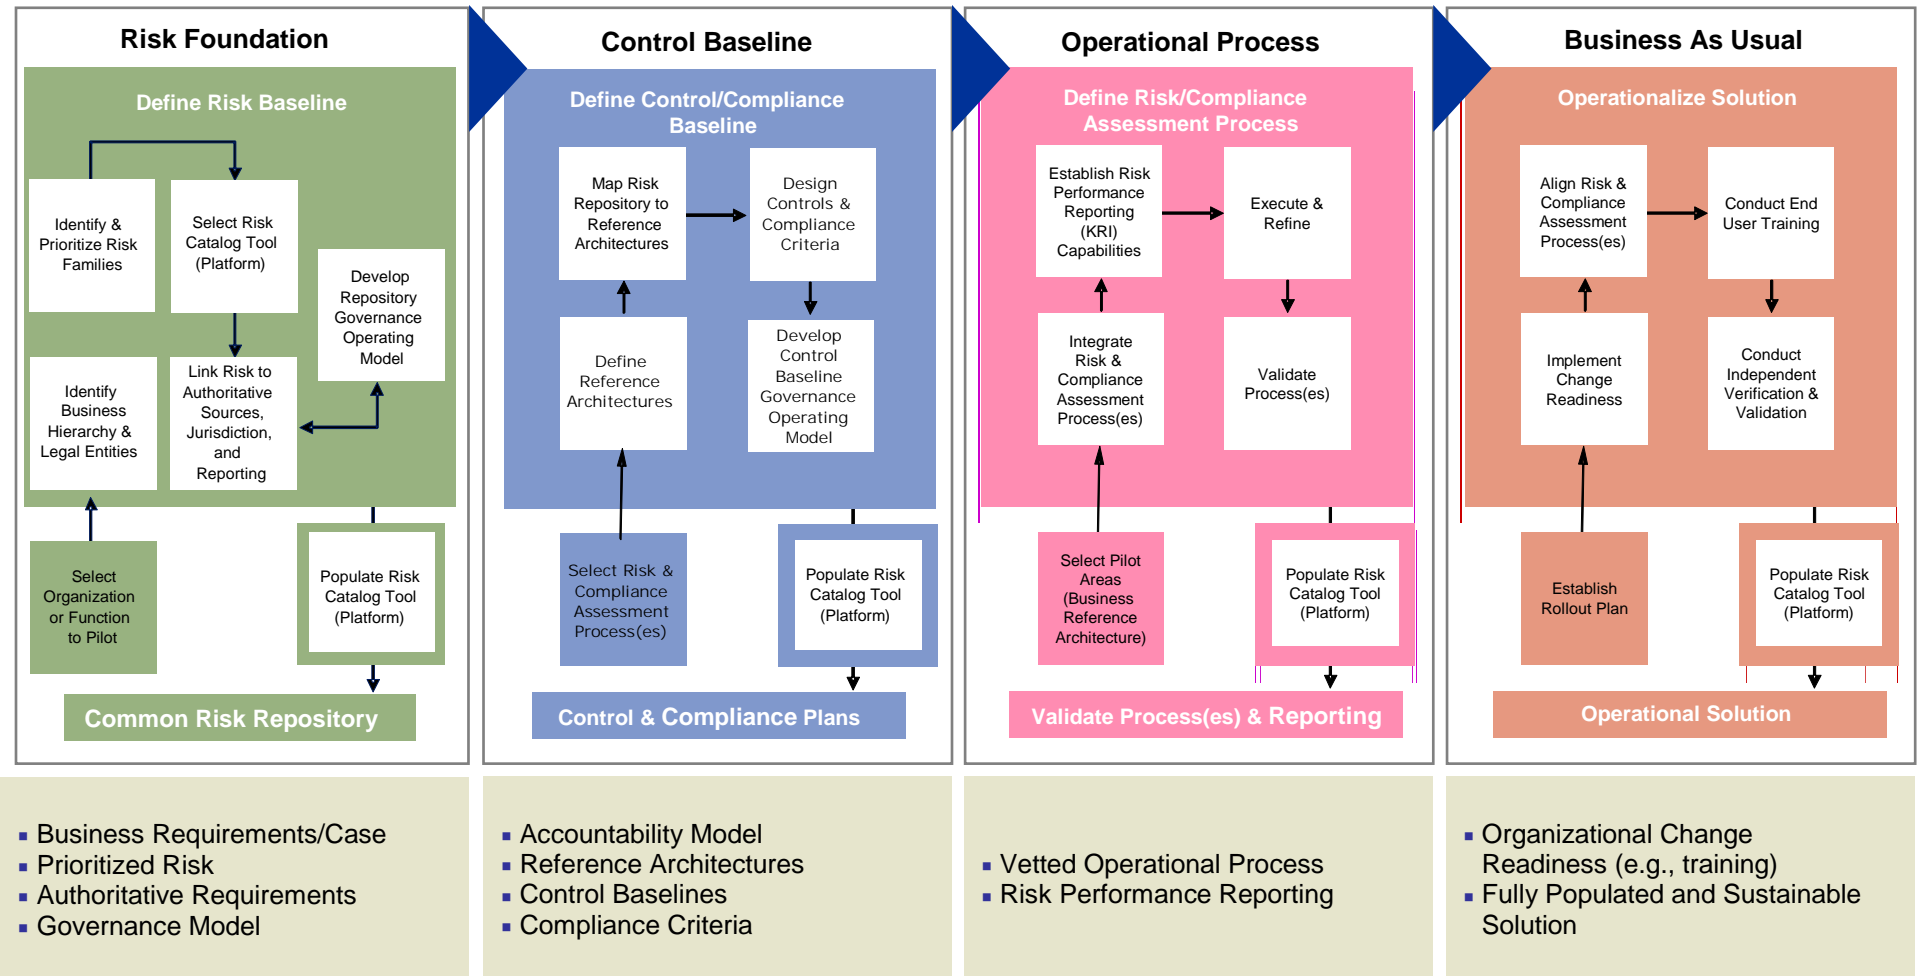 Risk Foundation
Define Risk Baseline
Identify &
Prioritize Risk
Families
Select Risk
Catalog Tool
(Platform)
Develop
Repository
Governance
Operating
Model
Identify
Business
Hierarchy &
Legal Entities
Link Risk to
Authoritative
Sources,
Jurisdiction,
and
Reporting
Select
Organization
or Function
to Pilot
Populate Risk
Catalog Tool
(Platform)
Common Risk Repository
Control Baseline
Define Control/Compliance
Baseline
Map Risk
Repository to
Reference
Architectures
Design
Controls &
Compliance
Criteria
Define
Reference
Architectures
Develop
Control
Baseline
Governance
Operating
Model
Select Risk &
Compliance
Assessment
Process(es)
Populate Risk
Catalog Tool
(Platform)
Control & Compliance Plans
Operational Process
Define Risk/Compliance
Assessment Process
Establish Risk
Performance
Reporting
(KRI)
Capabilities
Execute &
Refine
Integrate
Risk &
Compliance
Assessment
Process(es)
Validate
Process(es)
Select Pilot
Areas
(Business
Reference
Architecture)
Populate Risk
Catalog Tool
(Platform)
Validate Process(es) & Reporting
Business As Usual
Operationalize Solution
Align Risk &
Compliance
Assessment
Process(es)
Conduct End
User Training
Implement
Change
Readiness
Conduct
Independent
Verification &
Validation
Establish
Rollout Plan
Populate Risk
Catalog Tool
(Platform)
Operational Solution
▪ Business Requirements/Case
▪ Prioritized Risk
▪ Authoritative Requirements
▪ Governance Model
▪ Accountability Model
▪ Reference Architectures
▪ Control Baselines
▪ Compliance Criteria
▪ Vetted Operational Process
▪ Risk Performance Reporting
▪ Organizational Change
Readiness (e.g., training)
▪ Fully Populated and Sustainable
Solution